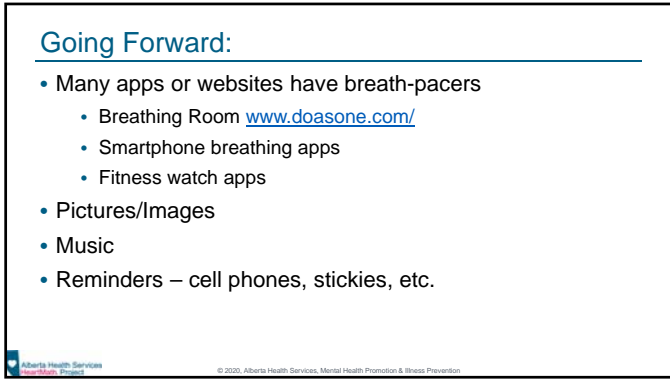 Going Forward:
• Many apps or websites have breath-pacers
• Breathing Room www.doasone.com/
• Smartphone breathing apps
• Fitness watch apps
• Pictures/Images
• Music
• Reminders – cell phones, stickies, etc.
Alberta Health Services
HeartMath. Project
© 2020, Alberta Health Services, Mental Health Promotion & Illness Prevention